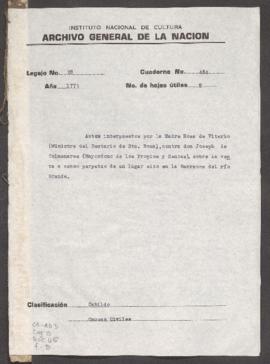 INSTITUTO NACIONAL DE CULTURA
ARCHIVO GENERAL DE LA NACION
Legajo No. Cuaderno No.
Año 1771 No. de hojas útiles
Autos interpuestos por la Madre Rosa de Viterbo
(Ministra del Beaterio de Sta. Rosa), contra don Joseph de
Colmenares (Mayordomo de los Propios y Rentas), sobre la ven
ta a censo perpetuo de un lugar sito en la Barranca del río
Grande.
Clasificación Cabildo
Causas Civiles